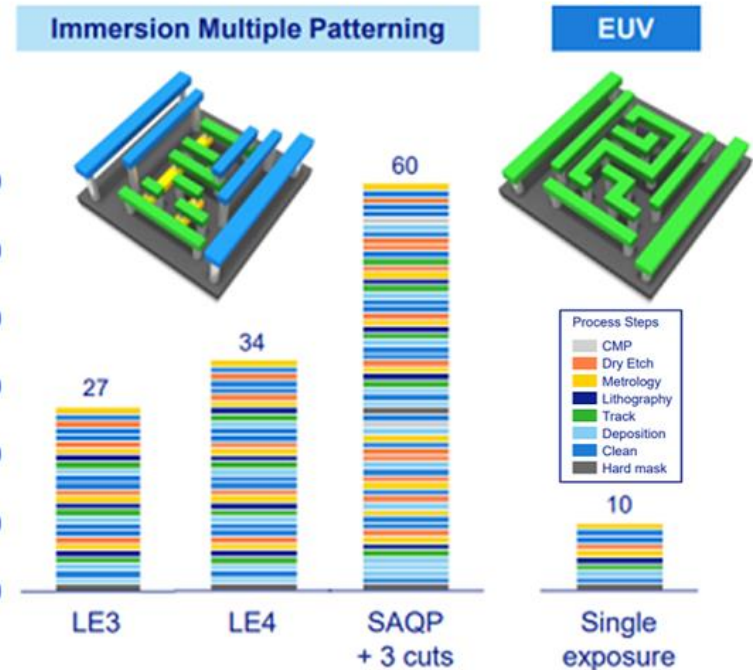 Immersion Multiple Patterning
EUV
60
34
27
10
Process Steps
CMP
Dry Etch
Metrology
Lithography
Track
Deposition
Clean
Hard mask
LE3
LE4
SAQP
+ 3 cuts
Single
exposure